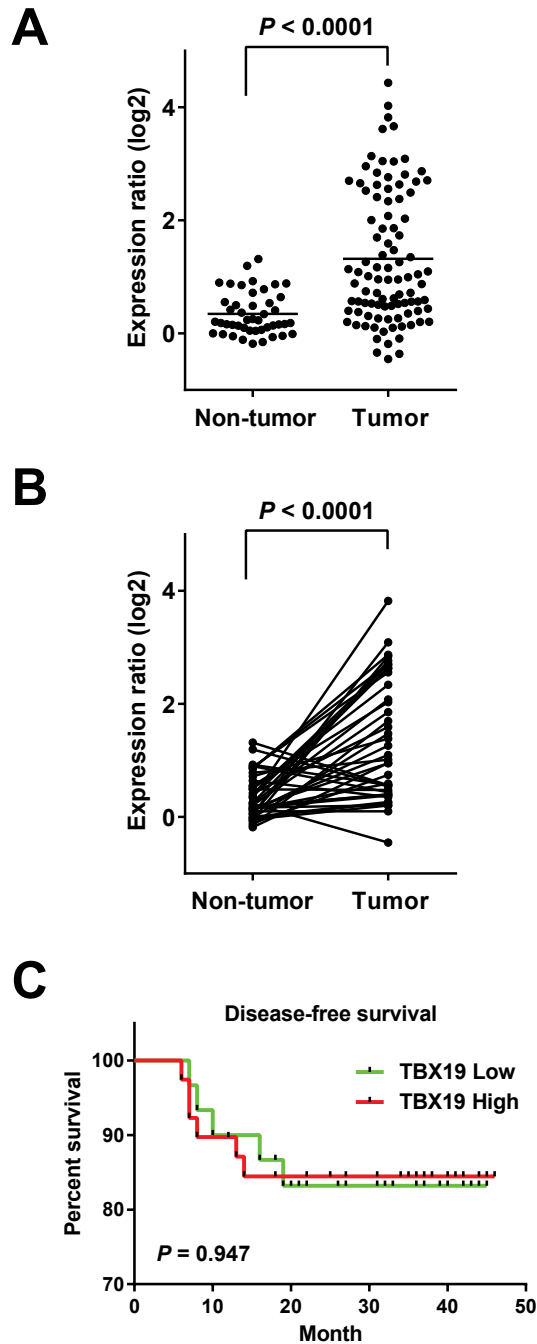 A
P < 0.0001
Expression ratio (log2)
4
2
0
Non-tumor Tumor
B
P < 0.0001
Expression ratio (log2)
4
2
0
Non-tumor Tumor
C
Disease-free survival
Percent survival
100
90
80
70
TBX19 Low
TBX19 High
P = 0.947
0 10 20 30 40 50
Month